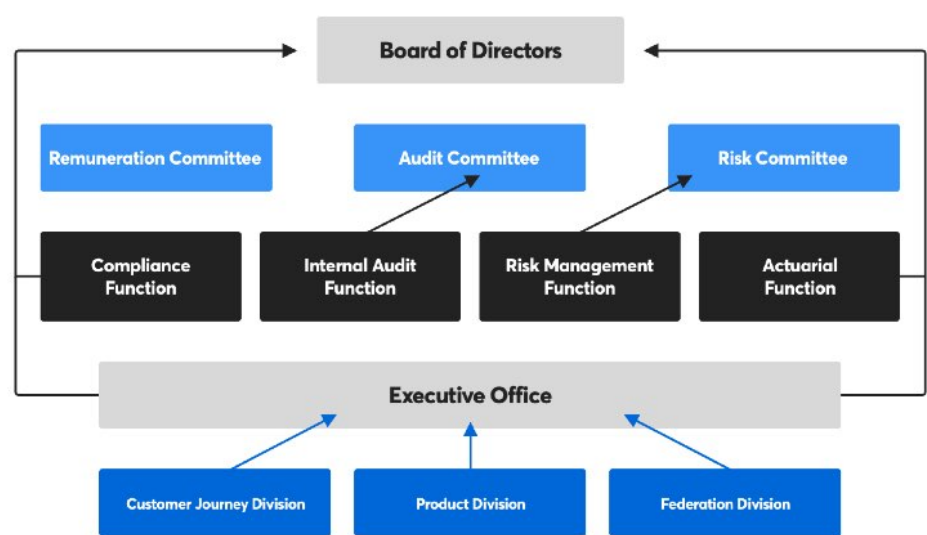 Board of Directors
Remuneration Committee
Audit Committee
Risk Committee
Compliance
Function
Internal Audit
Function
Risk Management
Function
Actuarial
Function
Executive Office
Customer Journey Division
Product Division
Federation Division